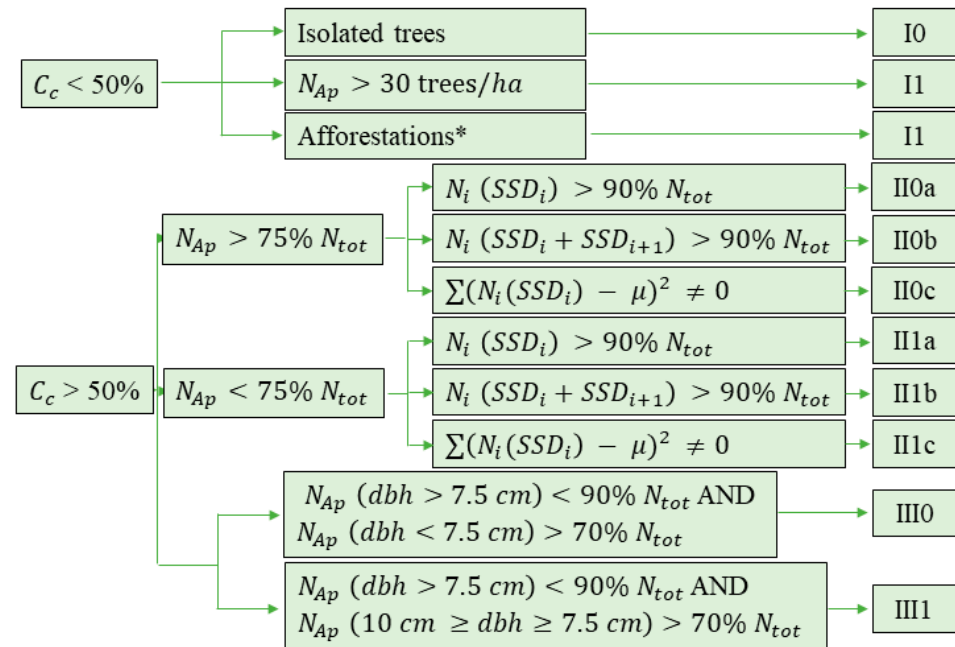 C_c < 50%
Isolated trees
I0
N_Ap > 30 trees/ha
I1
Afforestations*
I1
C_c > 50%
N_Ap > 75% N_tot
N_i (SSD_i) > 90% N_tot
II0a
N_i (SSD_i + SSD_{i+1}) > 90% N_tot
II0b
∑(N_i(SSD_i) − μ)² ≠ 0
II0c
N_Ap < 75% N_tot
N_i (SSD_i) > 90% N_tot
II1a
N_i (SSD_i + SSD_{i+1}) > 90% N_tot
II1b
∑(N_i(SSD_i) − μ)² ≠ 0
II1c
N_Ap (dbh > 7.5 cm) < 90% N_tot AND
N_Ap (dbh < 7.5 cm) > 70% N_tot
III0
N_Ap (dbh > 7.5 cm) < 90% N_tot AND
N_Ap (10 cm ≥ dbh ≥ 7.5 cm) > 70% N_tot
III1